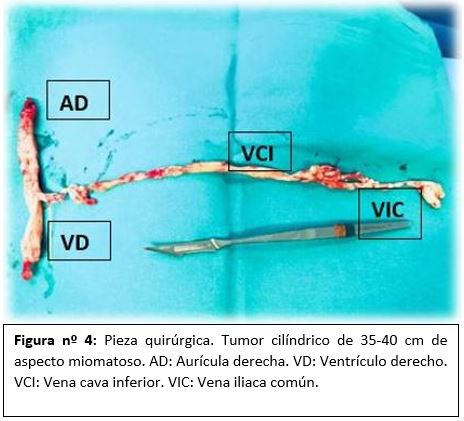 AD
VCI
VIC
VD
Figura nº 4: Pieza quirúrgica. Tumor cilíndrico de 35-40 cm de
aspecto miomatoso. AD: Aurícula derecha. VD: Ventrículo derecho.
VCI: Vena cava inferior. VIC: Vena iliaca común.